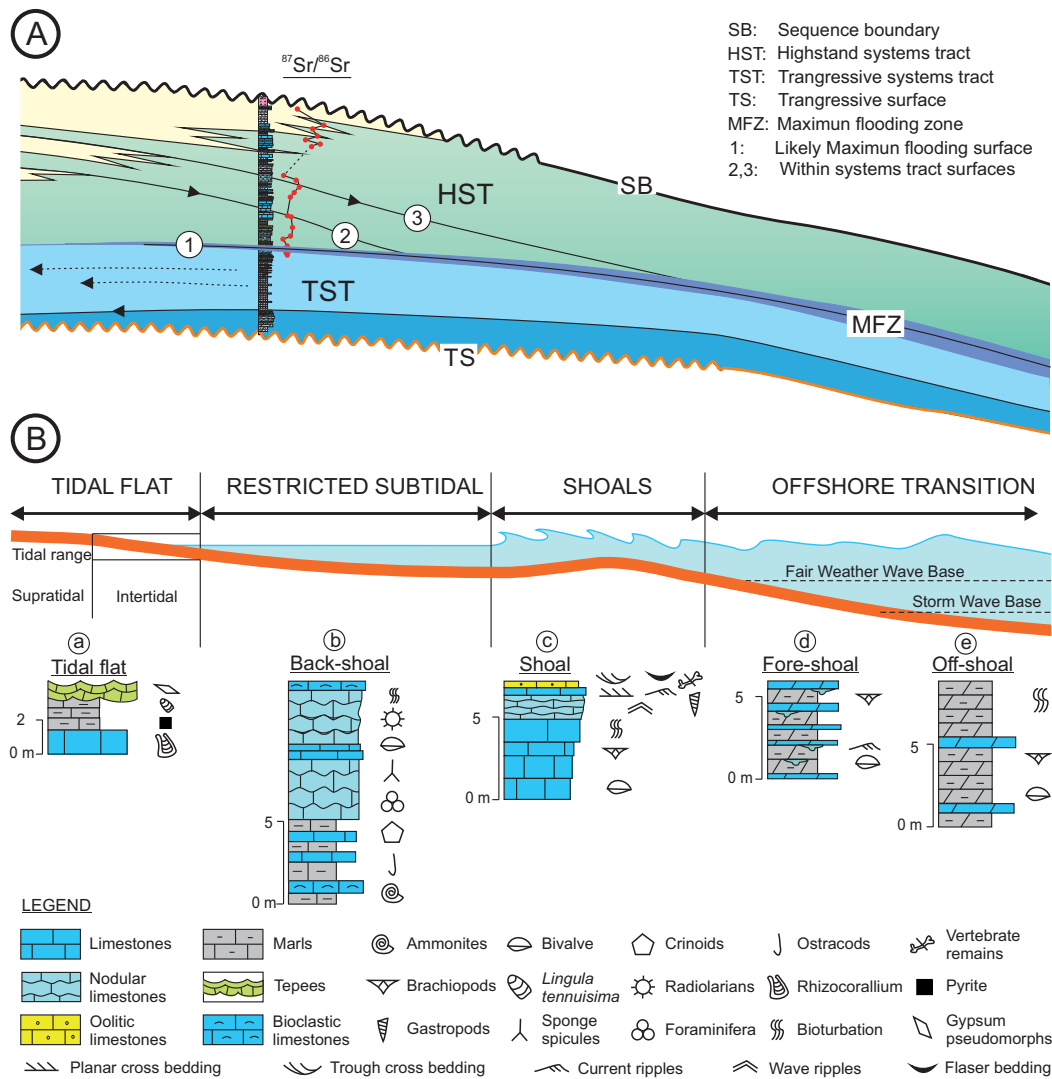 A
87Sr/86Sr
SB: Sequence boundary
HST: Highstand systems tract
TST: Trangressive systems tract
TS: Trangressive surface
MFZ: Maximun flooding zone
1: Likely Maximun flooding surface
2,3: Within systems tract surfaces
HST
SB
3
2
1
TST
MFZ
TS
B
TIDAL FLAT
RESTRICTED SUBTIDAL
SHOALS
OFFSHORE TRANSITION
Tidal range
Supratidal
Intertidal
Fair Weather Wave Base
Storm Wave Base
a
Tidal flat
2
0 m
b
Back-shoal
5
0 m
c
Shoal
5
0 m
d
Fore-shoal
5
0 m
e
Off-shoal
5
0 m
LEGEND
Limestones
Marls
Ammonites
Bivalve
Crinoids
Ostracods
Vertebrate
remains
Nodular
limestones
Tepees
Brachiopods
Lingula
tennuisima
Radiolarians
Rhizocorallium
Pyrite
Oolitic
limestones
Bioclastic
limestones
Gastropods
Sponge
spicules
Foraminifera
Bioturbation
Gypsum
pseudomorphs
Planar cross bedding
Trough cross bedding
Current ripples
Wave ripples
Flaser bedding